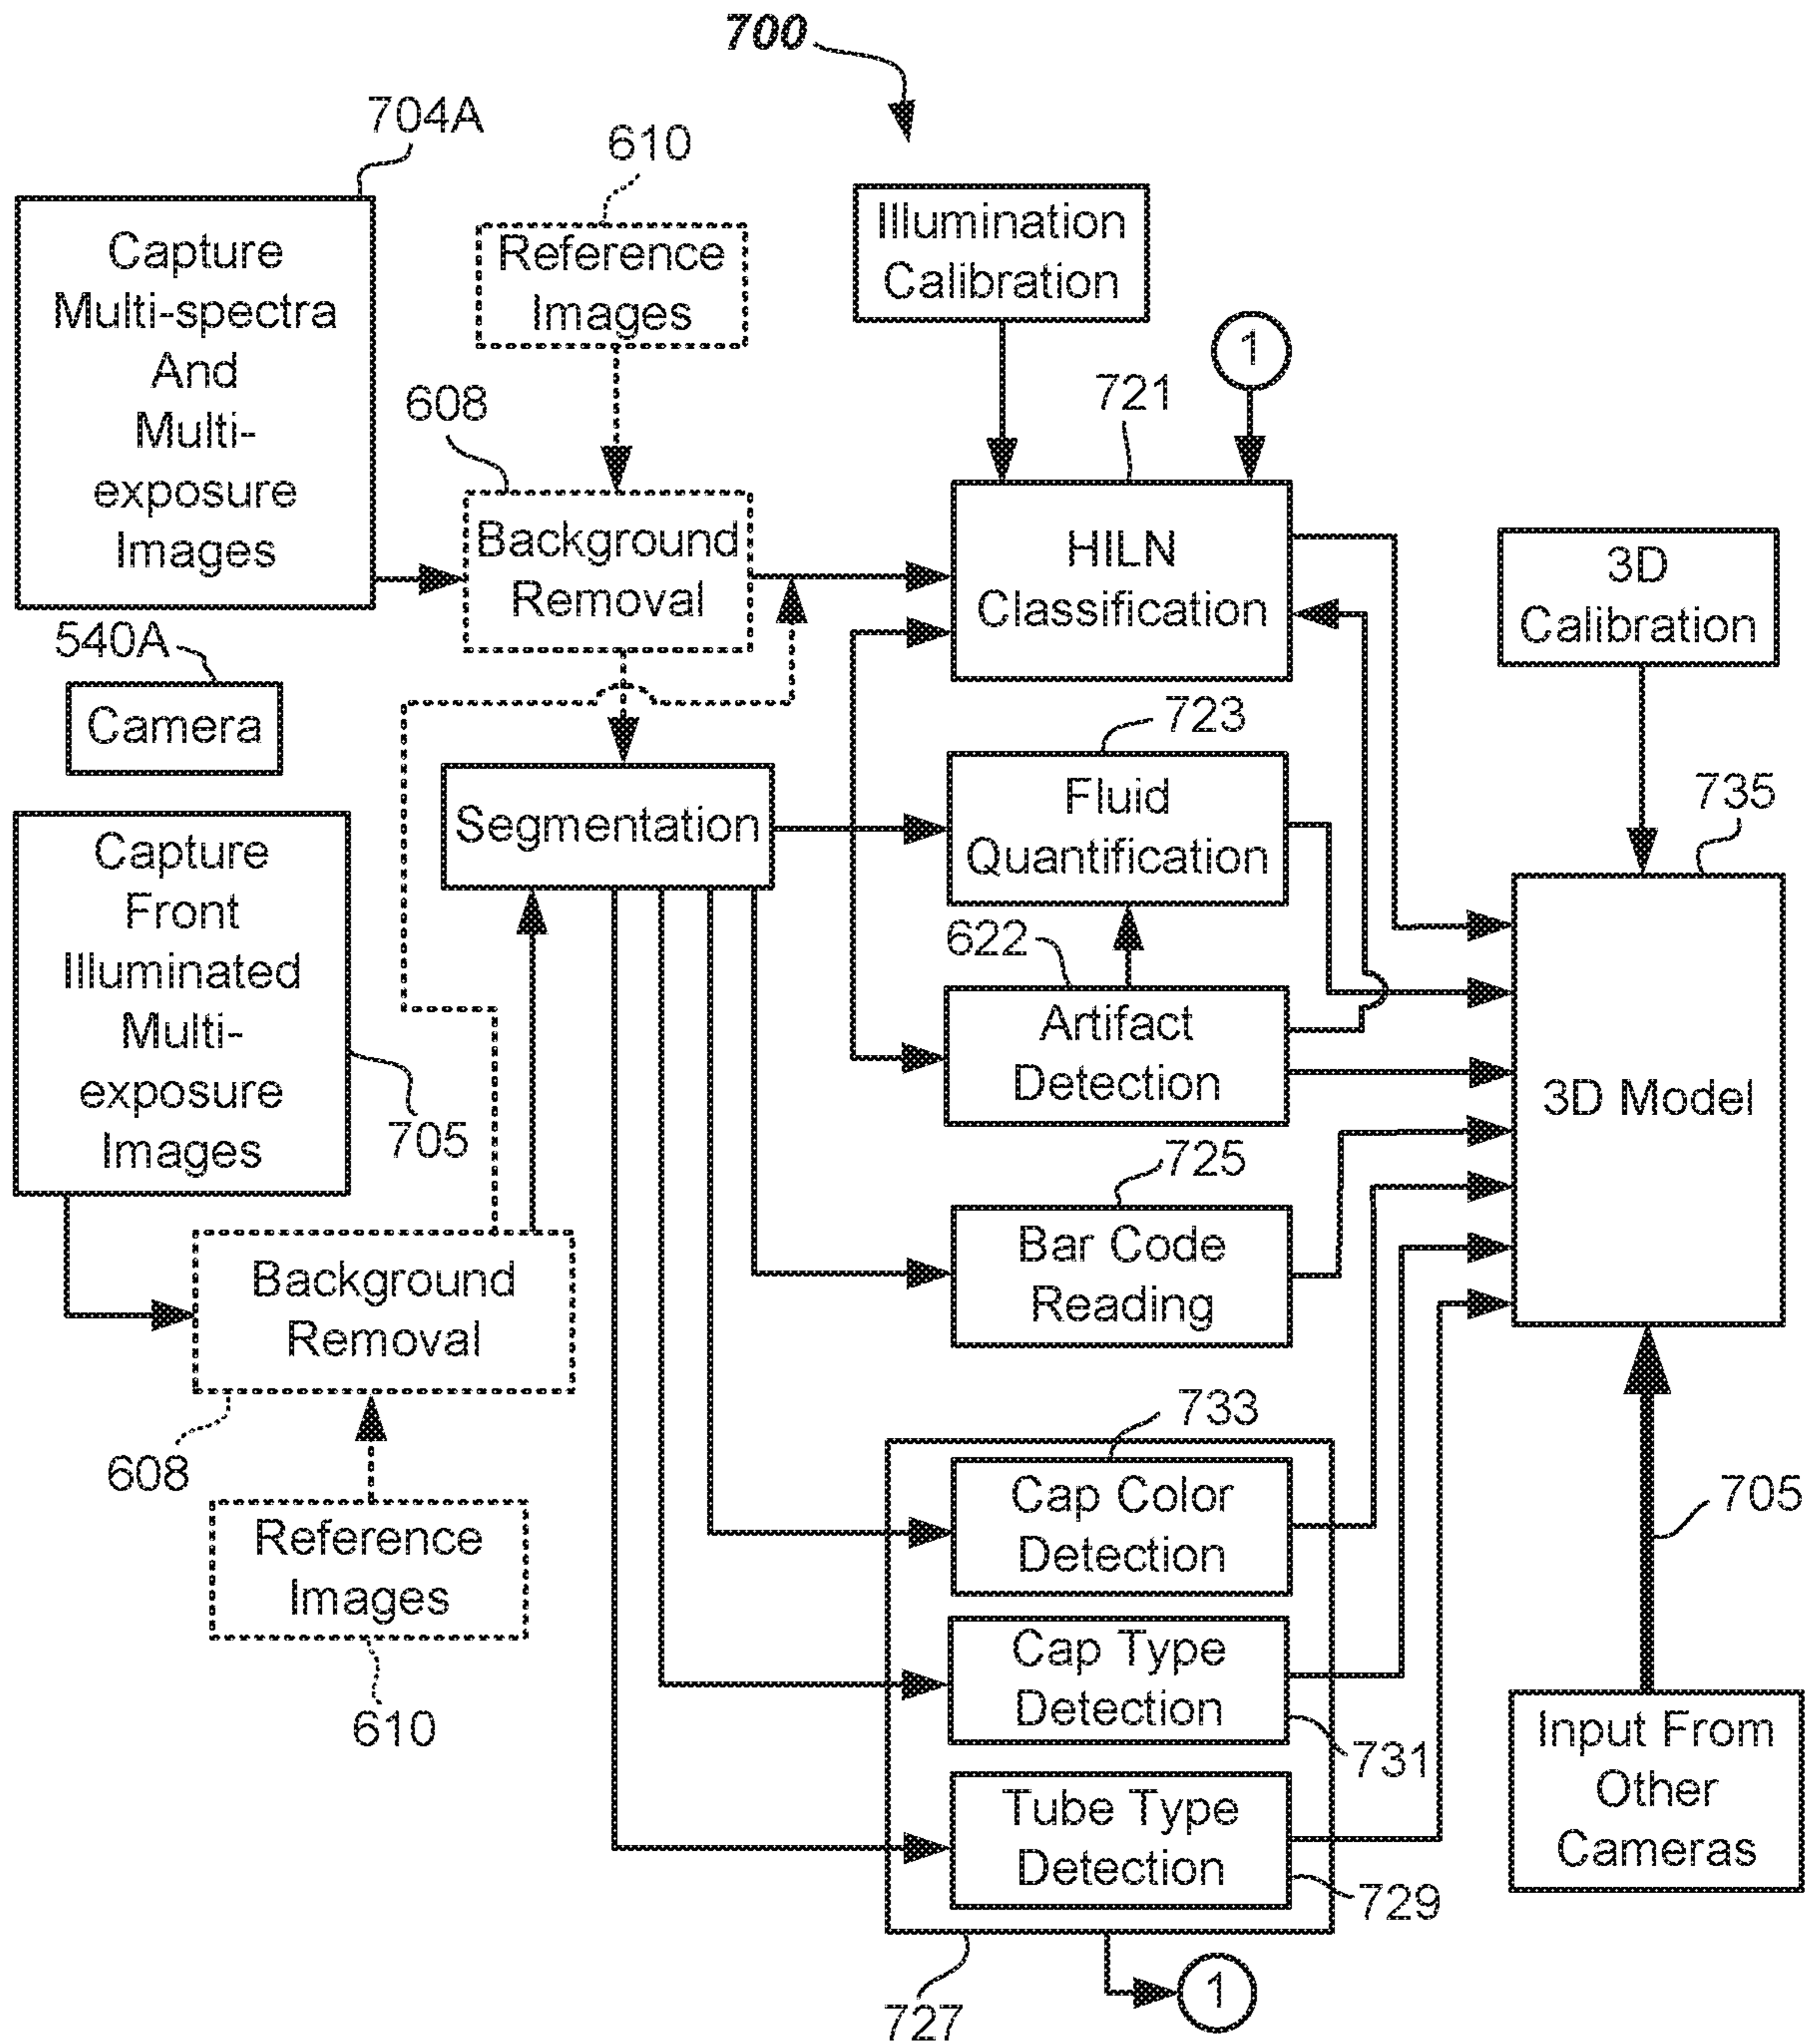 700
704A
Capture
Multi-spectra
And
Multi-
exposure
Images
610
Reference
Images
Illumination
Calibration
1
608
Background
Removal
721
HILN
Classification
3D
Calibration
540A
Camera
Segmentation
723
Fluid
Quantification
735
3D Model
Capture
Front
Illuminated
Multi-
exposure
Images
705
622
Artifact
Detection
725
Bar Code
Reading
Background
Removal
608
Reference
Images
610
733
Cap Color
Detection
Cap Type
Detection
731
Tube Type
Detection
729
727
1
705
Input From
Other
Cameras